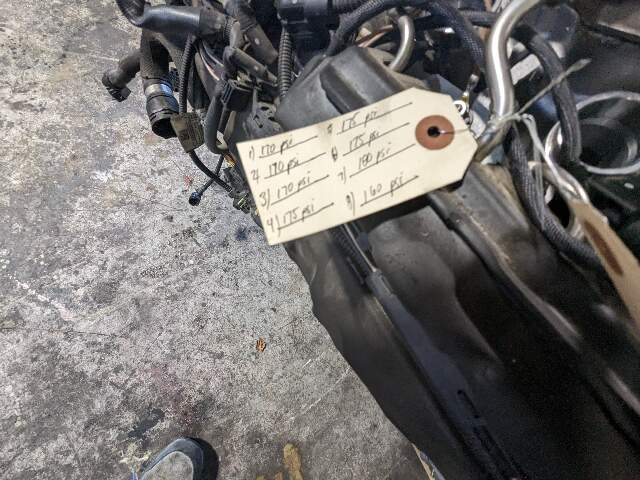 1) 170 psi
2) 170 psi
3) 170 psi
4) 175 psi
5) 175 psi
6) 175 psi
7) 180 psi
8) 160 psi